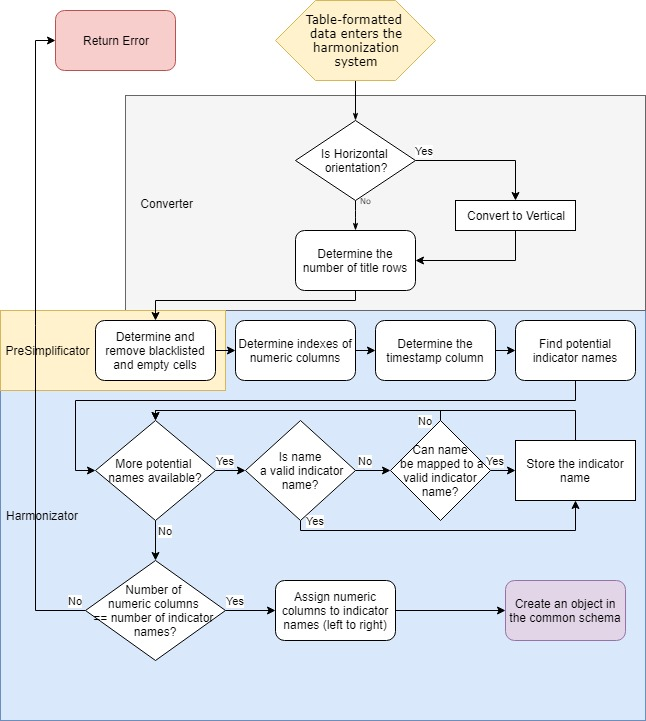 Return Error
Table-formatted
data enters the
harmonization
system
Is Horizontal
orientation?
Yes
No
Converter
Convert to Vertical
Determine the
number of title rows
PreSimplificator
Determine and
remove blacklisted
and empty cells
Determine indexes of
numeric columns
Determine the
timestamp column
Find potential
indicator names
More potential
names available?
Yes
Is name
a valid indicator
name?
No
No
Can name
be mapped to a
valid indicator
name?
Yes
Store the indicator
name
Yes
Harmonizator
No
No
Number of
numeric columns
== number of indicator
names?
Yes
Assign numeric
columns to indicator
names (left to right)
Create an object in
the common schema